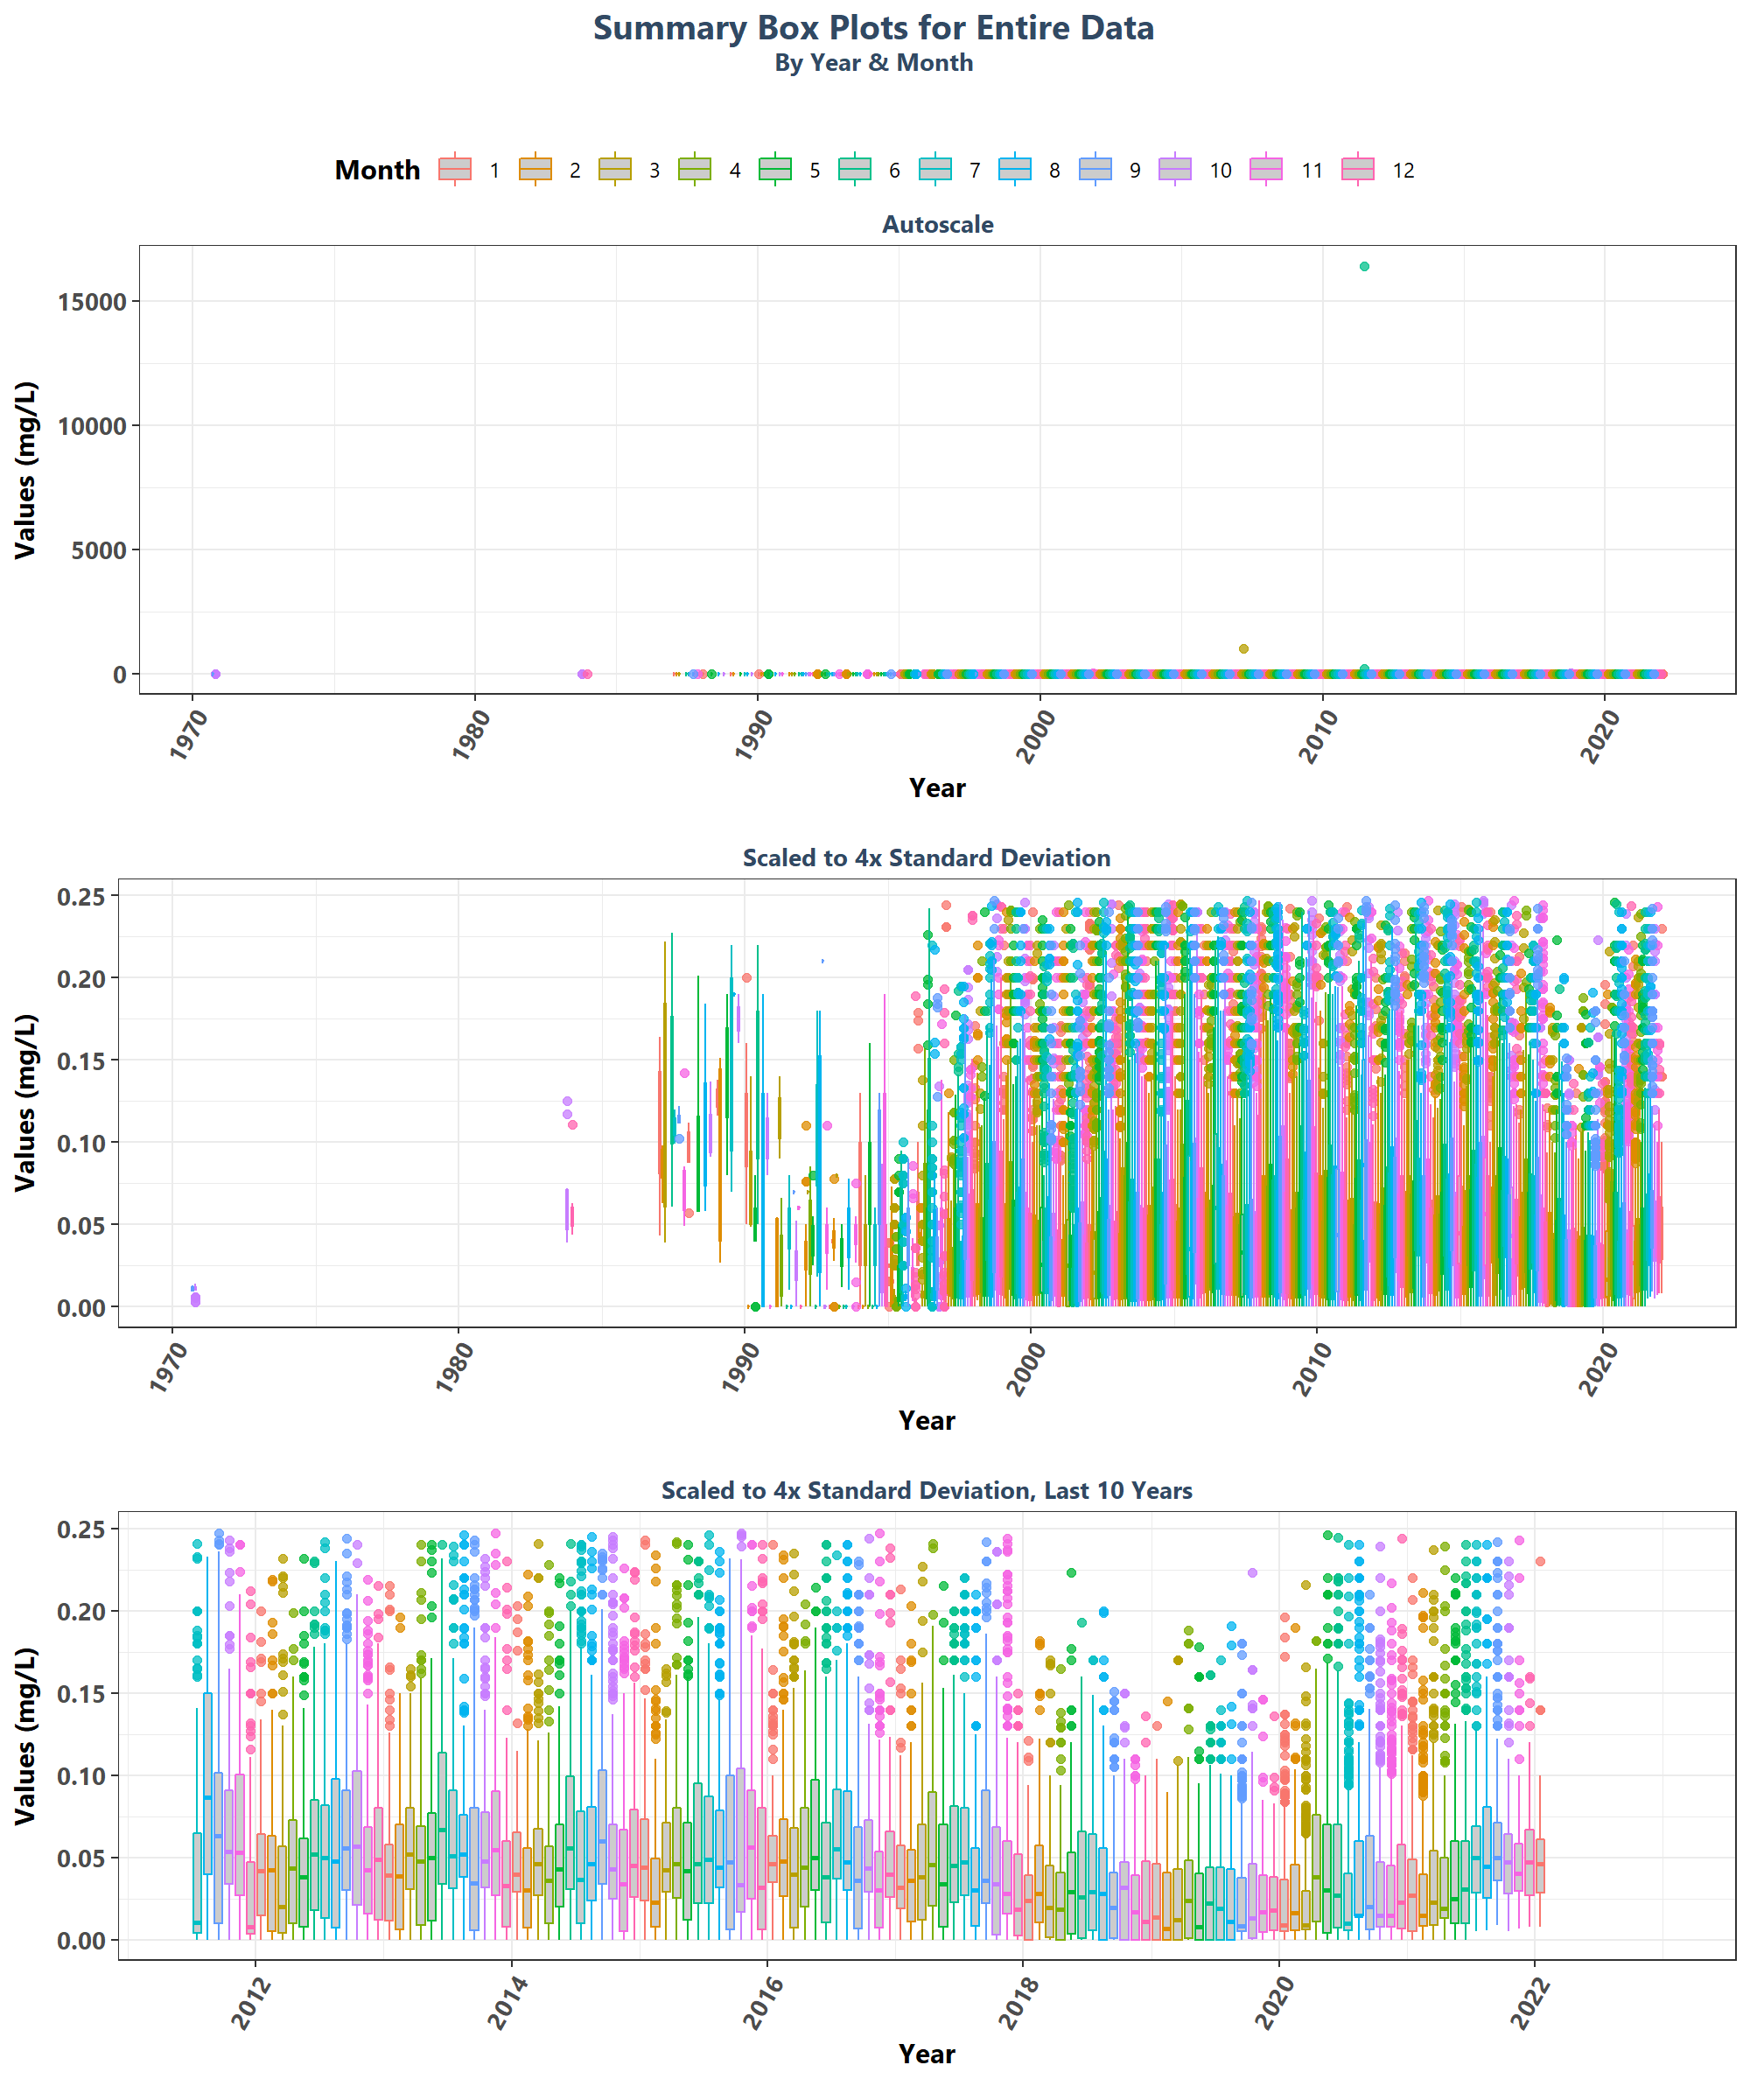 Summary Box Plots for Entire Data
By Year & Month
Month 1 2 3 4 5 6 7 8 9 10 11 12
Autoscale
Values (mg/L)
15000
10000
5000
0
1970 1980 1990 2000 2010 2020
Year
Scaled to 4x Standard Deviation
Values (mg/L)
0.25
0.20
0.15
0.10
0.05
0.00
1970 1980 1990 2000 2010 2020
Year
Scaled to 4x Standard Deviation, Last 10 Years
Values (mg/L)
0.25
0.20
0.15
0.10
0.05
0.00
2012 2014 2016 2018 2020 2022
Year